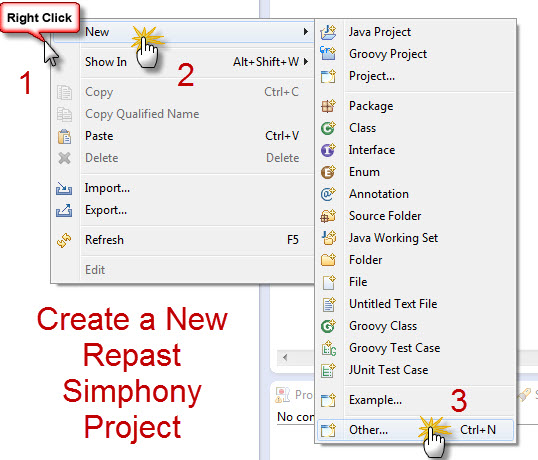 Right Click
1
New
2
Show In Alt+Shift+W
Copy Ctrl+C
Copy Qualified Name
Paste Ctrl+V
Delete Delete
Import...
Export...
Refresh F5
Edit
Java Project
Groovy Project
Project...
Package
Class
Interface
Enum
Annotation
Source Folder
Java Working Set
Folder
File
Untitled Text File
Groovy Class
Groovy Test Case
JUnit Test Case
Example...
3
Other... Ctrl+N
Create a New
Repast
Simphony
Project
Pro
No con